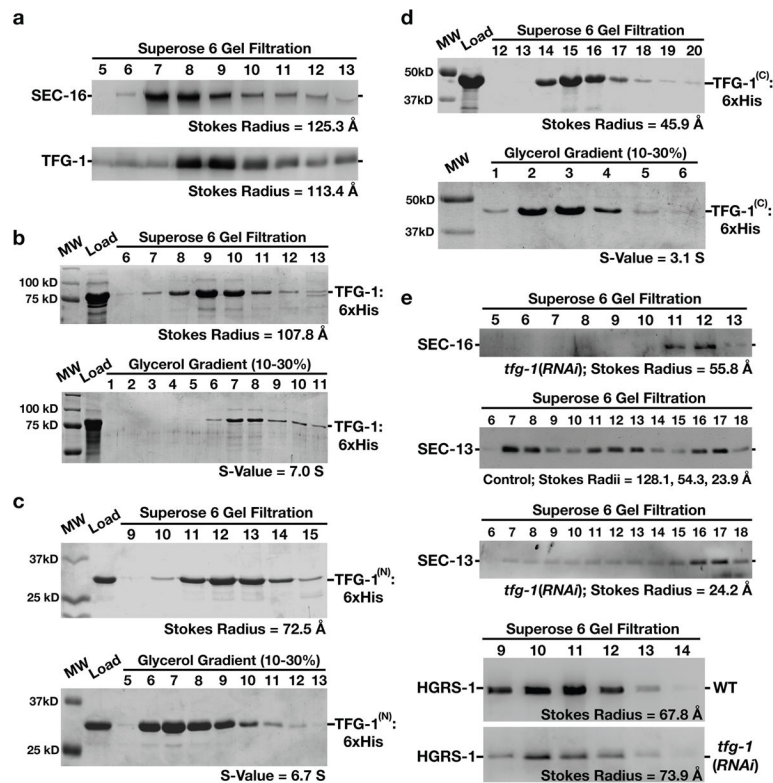 a
Superose 6 Gel Filtration
5 6 7 8 9 10 11 12 13
SEC-16
Stokes Radius = 125.3 Å
TFG-1
Stokes Radius = 113.4 Å
b
MW Load
Superose 6 Gel Filtration
6 7 8 9 10 11 12 13
100 kD
75 kD
TFG-1:
6xHis
Stokes Radius = 107.8 Å
MW Load
Glycerol Gradient (10-30%)
1 2 3 4 5 6 7 8 9 10 11
100 kD
75 kD
TFG-1:
6xHis
S-Value = 7.0 S
c
MW Load
Superose 6 Gel Filtration
9 10 11 12 13 14 15
37kD
25 kD
TFG-1(N):
6xHis
Stokes Radius = 72.5 Å
MW Load
Glycerol Gradient (10-30%)
5 6 7 8 9 10 11 12 13
37kD
25 kD
TFG-1(N):
6xHis
S-Value = 6.7 S
d
MW Load
Superose 6 Gel Filtration
12 13 14 15 16 17 18 19 20
50kD
37kD
TFG-1(C):
6xHis
Stokes Radius = 45.9 Å
MW
Glycerol Gradient (10-30%)
1 2 3 4 5 6
50kD
37kD
TFG-1(C):
6xHis
S-Value = 3.1 S
e
Superose 6 Gel Filtration
5 6 7 8 9 10 11 12 13
SEC-16
tfg-1(RNAi); Stokes Radius = 55.8 Å
Superose 6 Gel Filtration
6 7 8 9 10 11 12 13 14 15 16 17 18
SEC-13
Control; Stokes Radii = 128.1, 54.3, 23.9 Å
Superose 6 Gel Filtration
6 7 8 9 10 11 12 13 14 15 16 17 18
SEC-13
tfg-1(RNAi); Stokes Radius = 24.2 Å
Superose 6 Gel Filtration
9 10 11 12 13 14
HGRS-1 WT
Stokes Radius = 67.8 Å
HGRS-1 tfg-1
(RNAi)
Stokes Radius = 73.9 Å